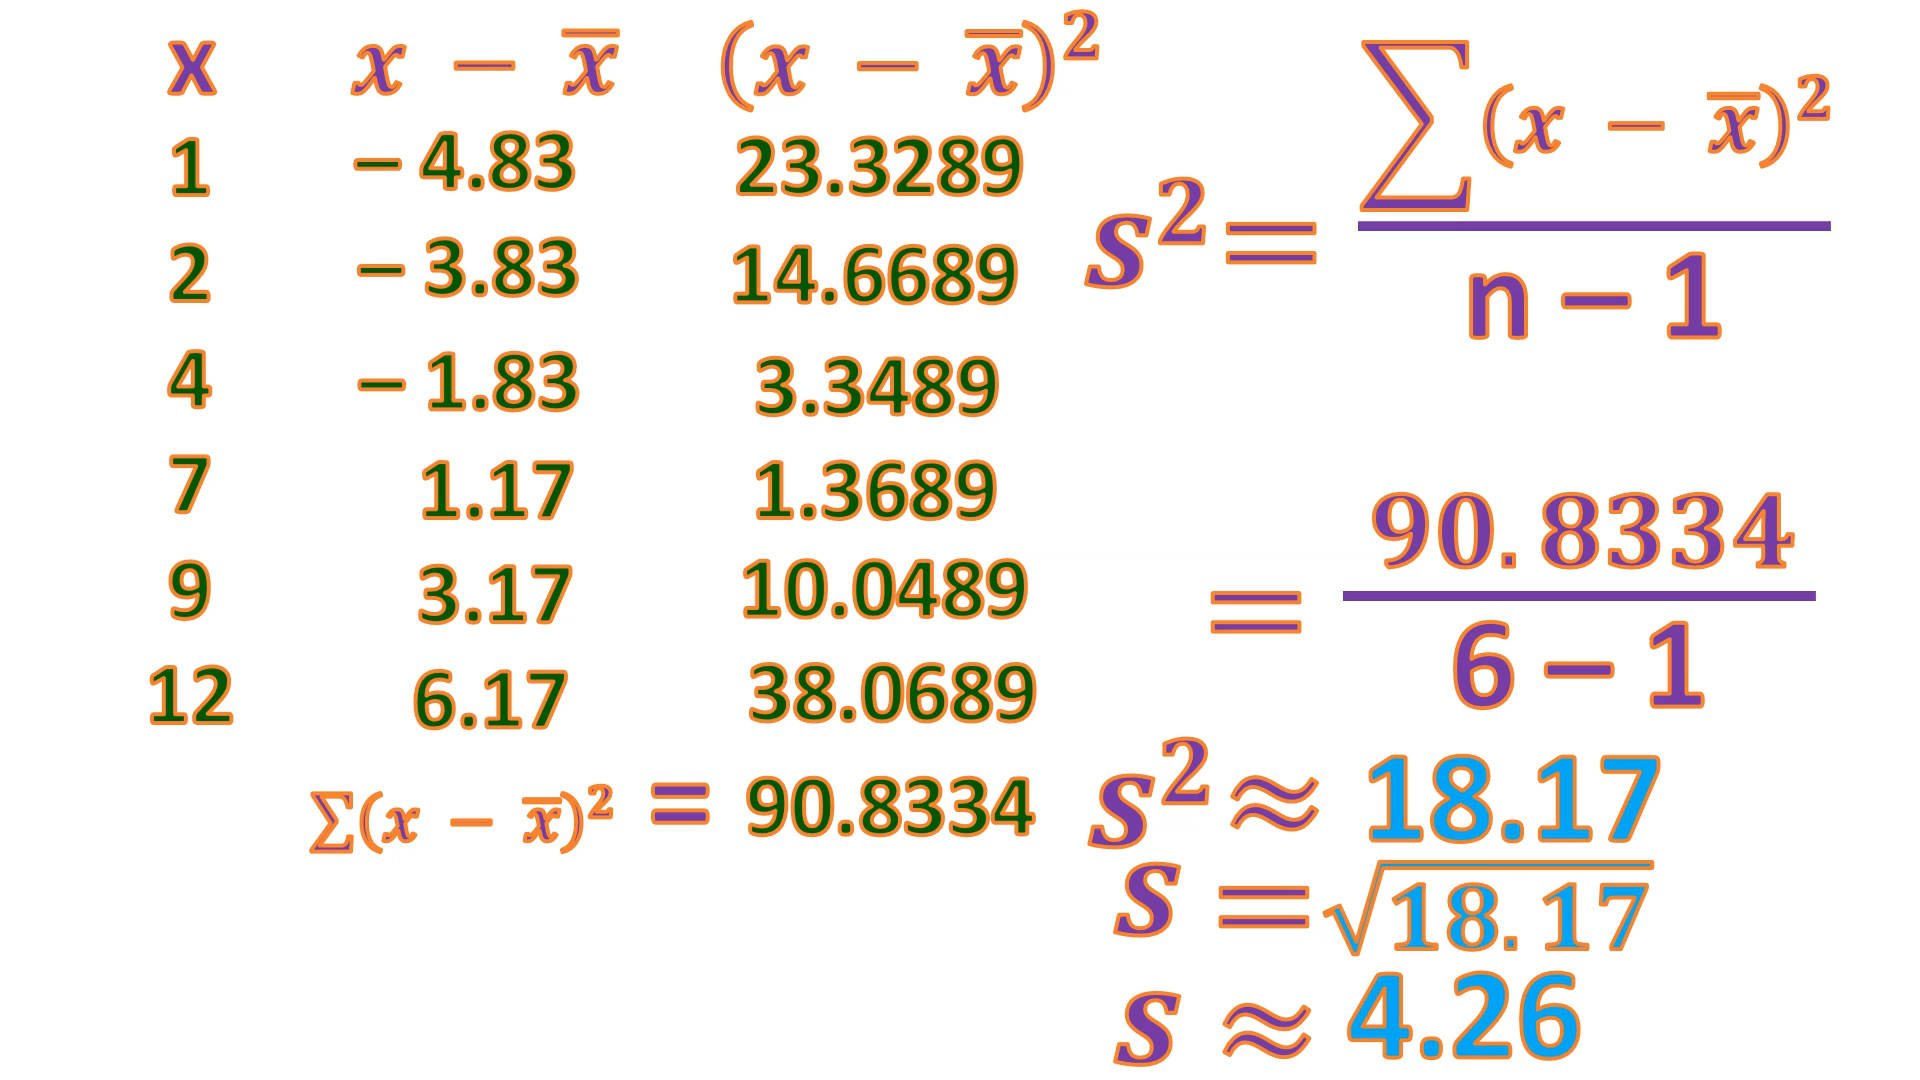 X x − x̅ (x − x̅)²
1 −4.83 23.3289
2 −3.83 14.6689
4 −1.83 3.3489
7 1.17 1.3689
9 3.17 10.0489
12 6.17 38.0689
∑(x − x̅)² = 90.8334
s² = ∑(x − x̅)² / n − 1
= 90.8334 / 6 − 1
s² ≈ 18.17
s = √18.17
s ≈ 4.26